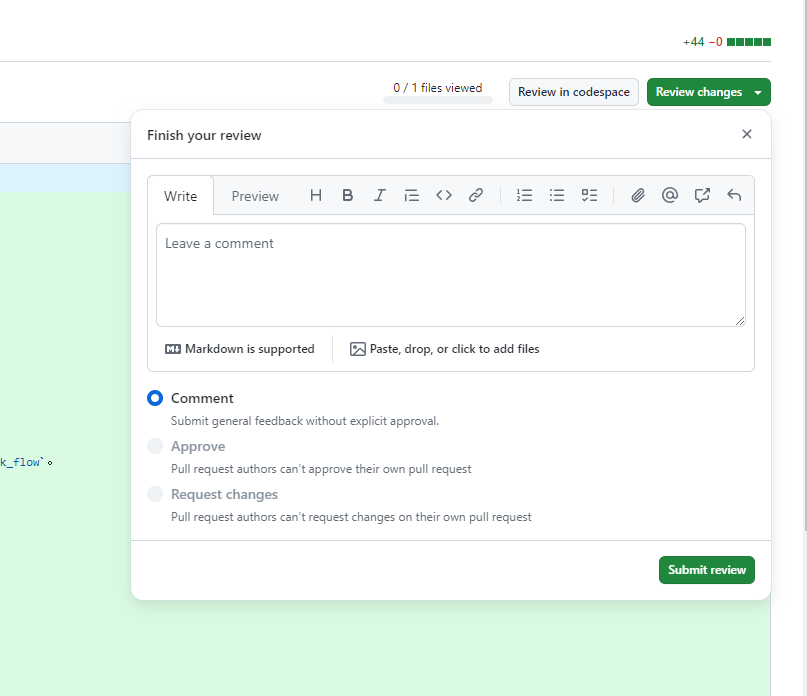 +44 −0
0 / 1 files viewed
Review in codespace
Review changes
Finish your review
Write
Preview
Leave a comment
Markdown is supported
Paste, drop, or click to add files
Comment
Submit general feedback without explicit approval.
Approve
Pull request authors can't approve their own pull request
k_flow`。
Request changes
Pull request authors can't request changes on their own pull request
Submit review